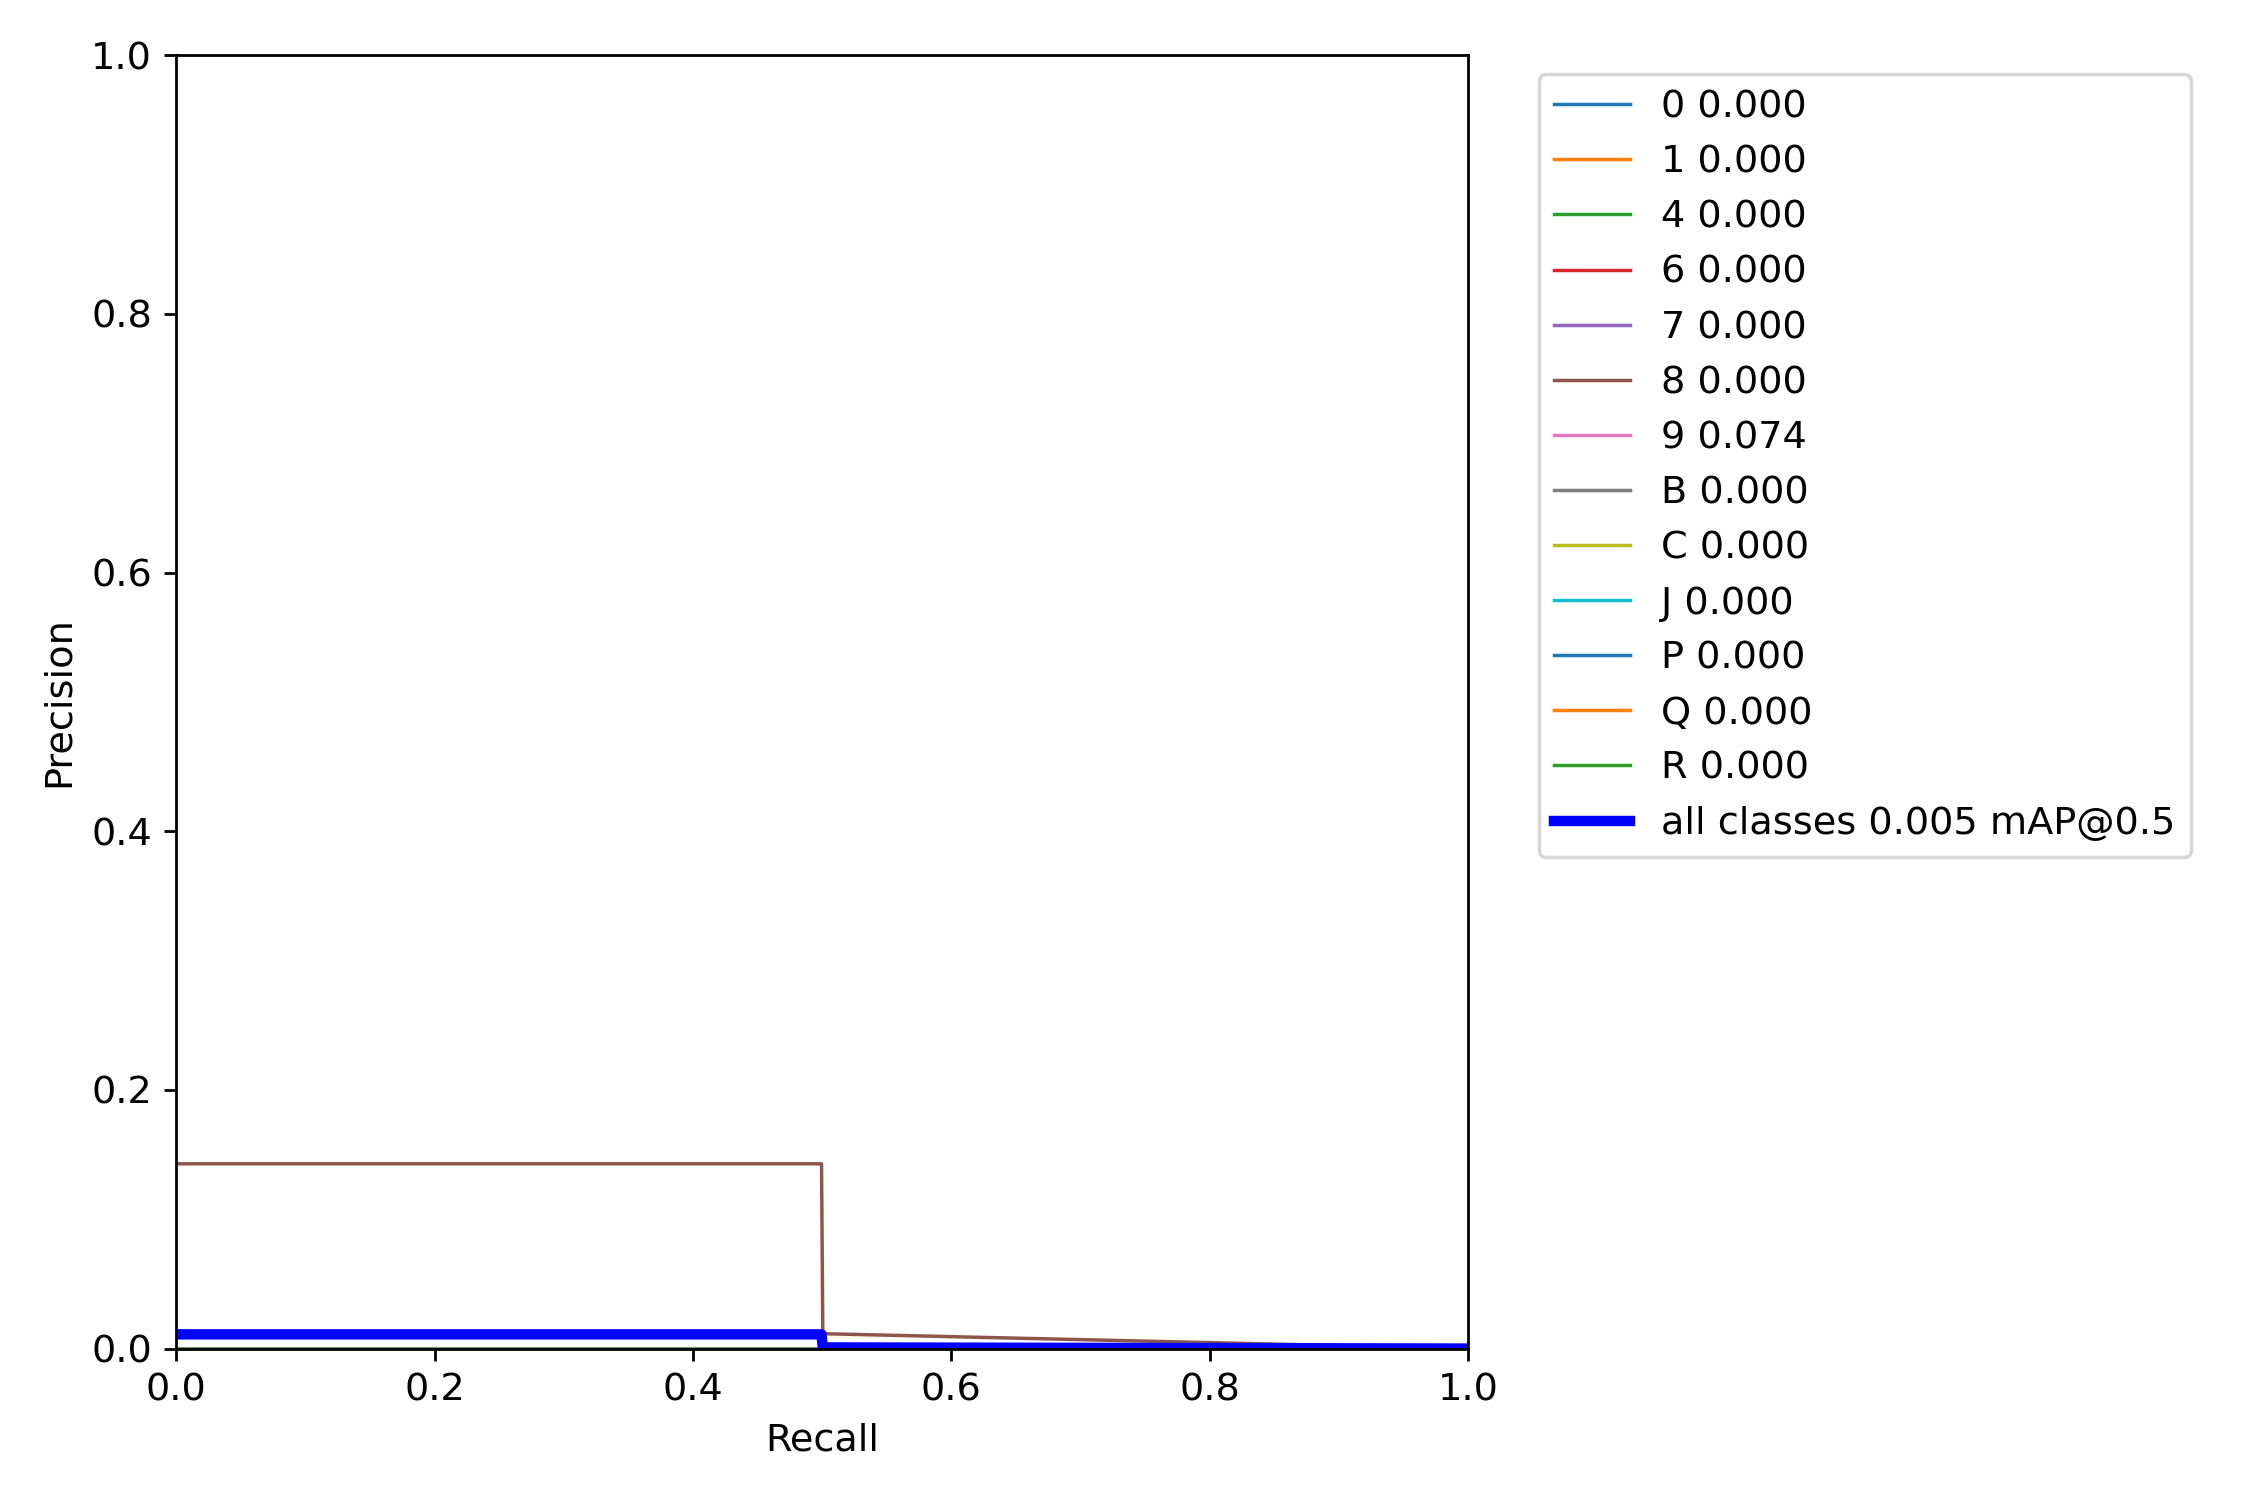 1.0
0.8
0.6
0.4
0.2
0.0
0.0 0.2 0.4 0.6 0.8 1.0
Precision
Recall
0 0.000
1 0.000
4 0.000
6 0.000
7 0.000
8 0.000
9 0.074
B 0.000
C 0.000
J 0.000
P 0.000
Q 0.000
R 0.000
all classes 0.005 mAP@0.5